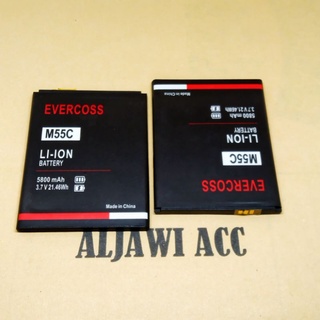 EVERCOSS
M55C
LI-ION
BATTERY
5800 mAh
3.7 V 21.46Wh
Made in China
EVERCOSS
M55C
LI-ION
BATTERY
5800 mAh
3.7 V 21.46Wh
Made in China
ALJAWI ACC